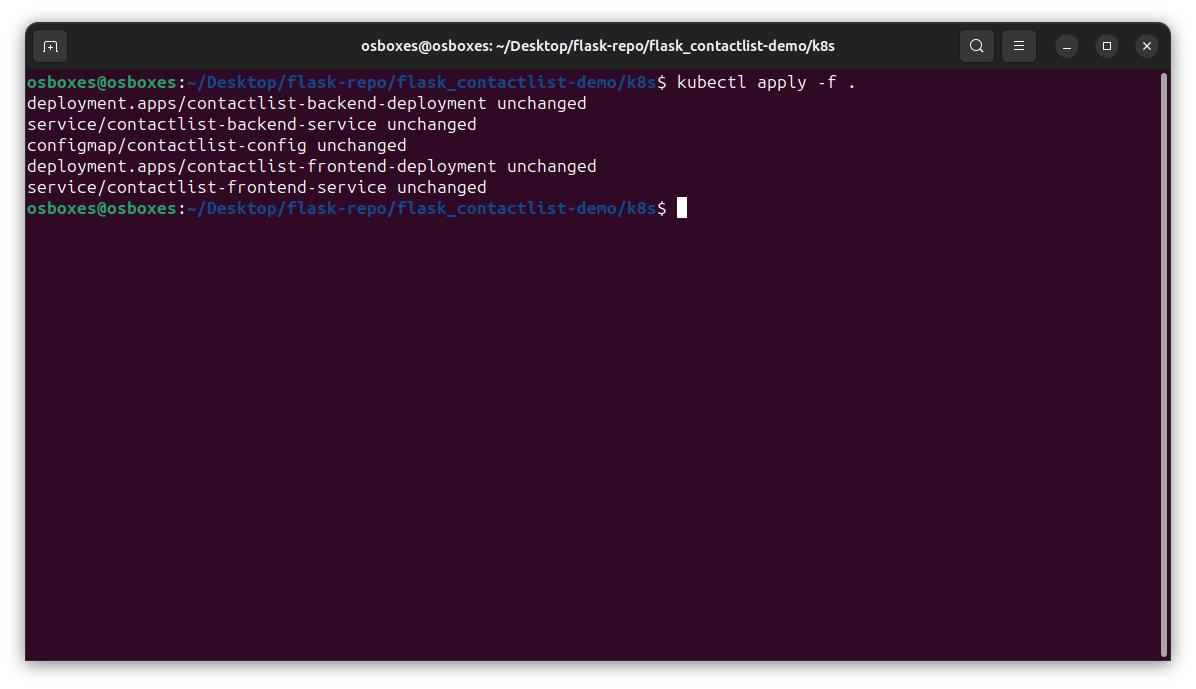 osboxes@osboxes: ~/Desktop/flask-repo/flask_contactlist-demo/k8s
osboxes@osboxes:~/Desktop/flask-repo/flask_contactlist-demo/k8s$ kubectl apply -f .
deployment.apps/contactlist-backend-deployment unchanged
service/contactlist-backend-service unchanged
configmap/contactlist-config unchanged
deployment.apps/contactlist-frontend-deployment unchanged
service/contactlist-frontend-service unchanged
osboxes@osboxes:~/Desktop/flask-repo/flask_contactlist-demo/k8s$